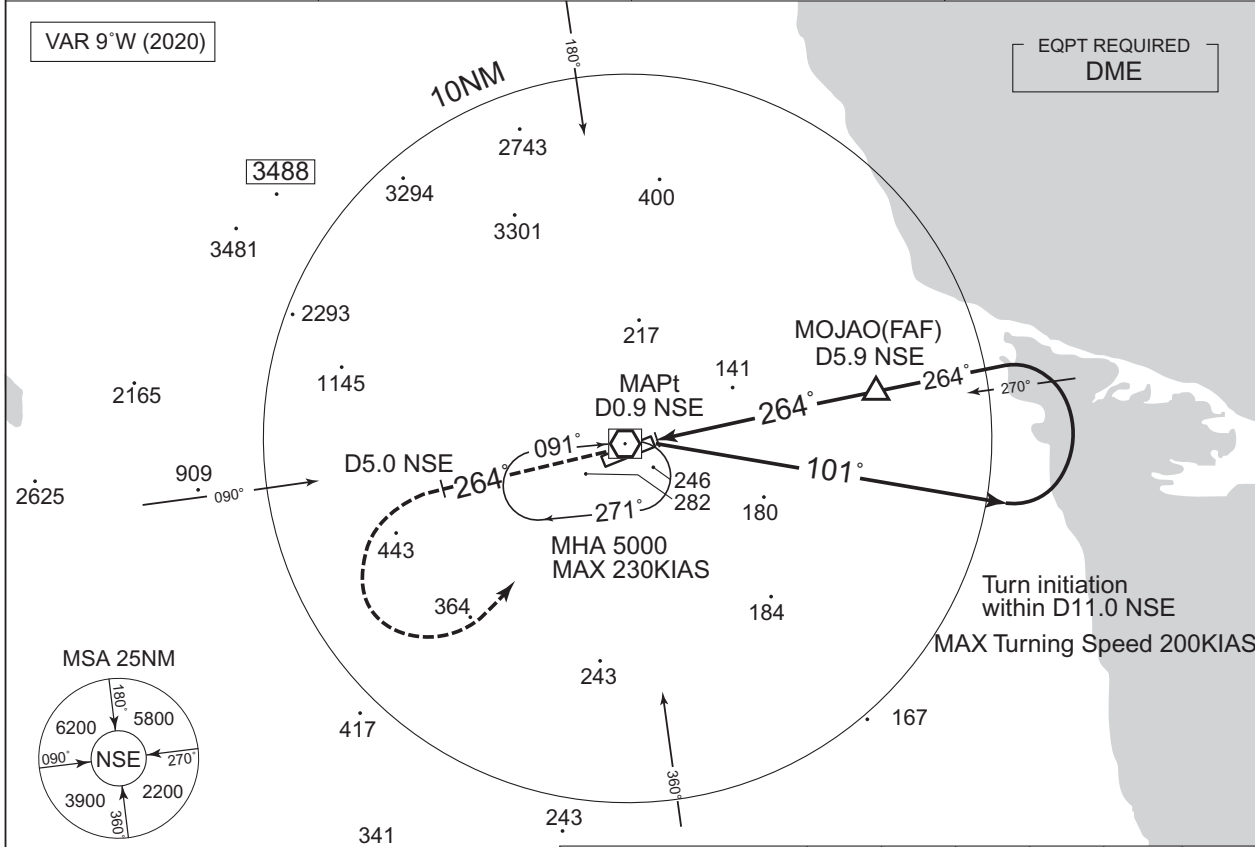 VAR 9°W (2020)
EQPT REQUIRED
DME
180°
10NM
2743
3488
3294
400
3301
3481
2293
217
MOJAO(FAF)
D5.9 NSE
141
264°
270°
1145
2165
MAPt
D0.9 NSE
264°
091°
D5.0 NSE
264°
101°
909
2625
090°
246
282
180
271°
443
MHA 5000
MAX 230KIAS
364
184
Turn initiation
within D11.0 NSE
MAX Turning Speed 200KIAS
243
417
167
360°
MSA 25NM
180°
6200
5800
090°
NSE
270°
3900
2200
360°
243
341